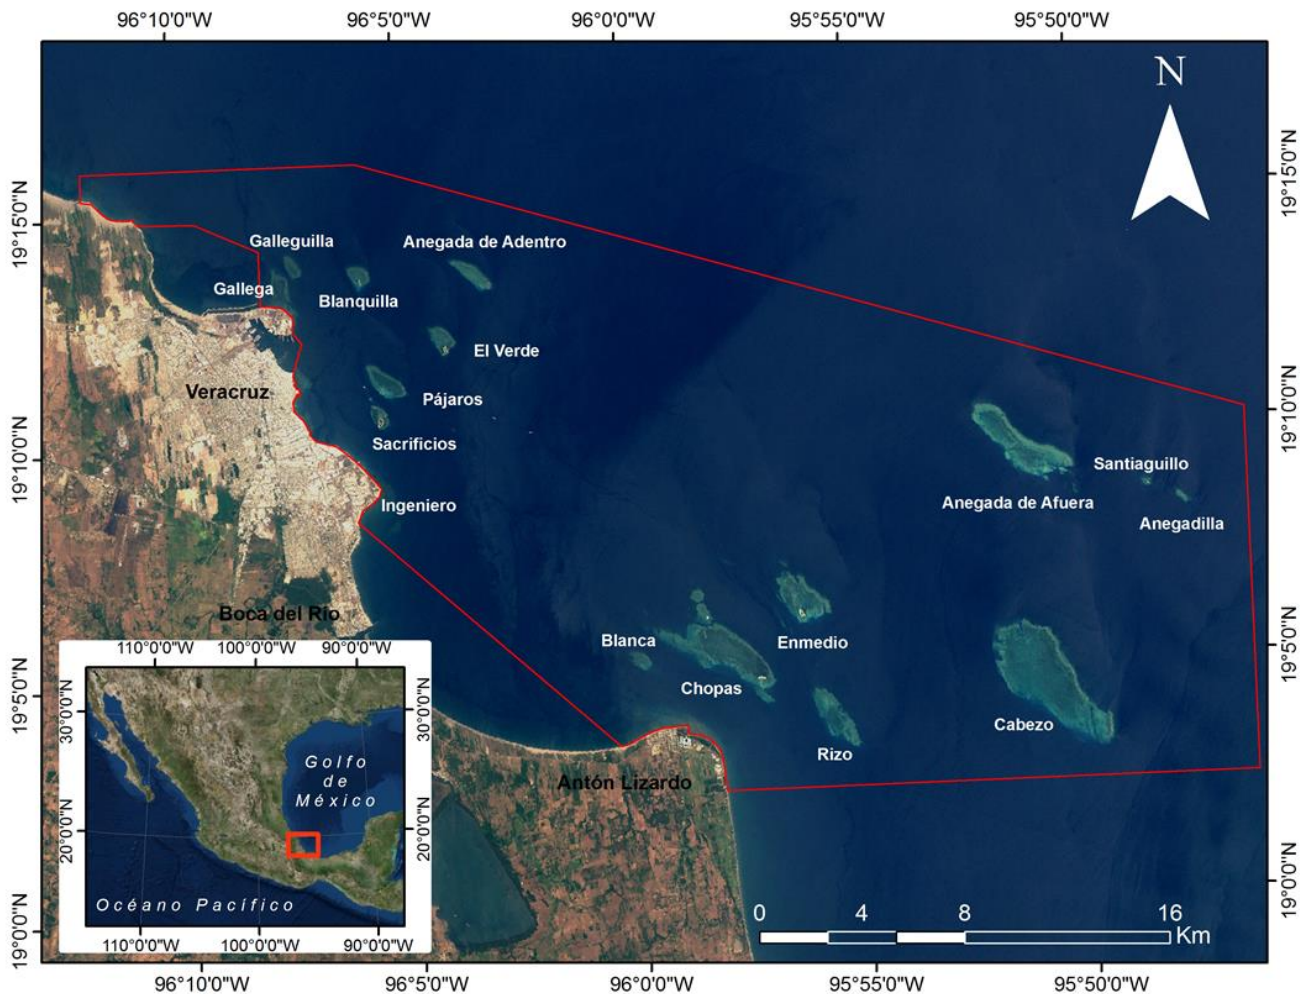 96°10'0"W 96°5'0"W 96°0'0"W 95°55'0"W 95°50'0"W
N
19°15'0"N
19°15'0"N
Galleguilla
Anegada de Adentro
Gallega
Blanquilla
El Verde
Veracruz
Pájaros
19°10'0"N
Sacrificios
19°10'0"N
Santiaguillo
Ingeniero
Anegada de Afuera
Anegadilla
Boca del Río
Blanca
Enmedio
19°5'0"N
Chopas
19°5'0"N
Cabezo
Rizo
Antón Lizardo
110°0'0"W 100°0'0"W 90°0'0"W
30°0'0"N
30°0'0"N
Golfo
de
México
20°0'0"N
20°0'0"N
Océano Pacífico
110°0'0"W 100°0'0"W 90°0'0"W
19°0'0"N
19°0'0"N
0 4 8 16
Km
96°10'0"W 96°5'0"W 96°0'0"W 95°55'0"W 95°50'0"W